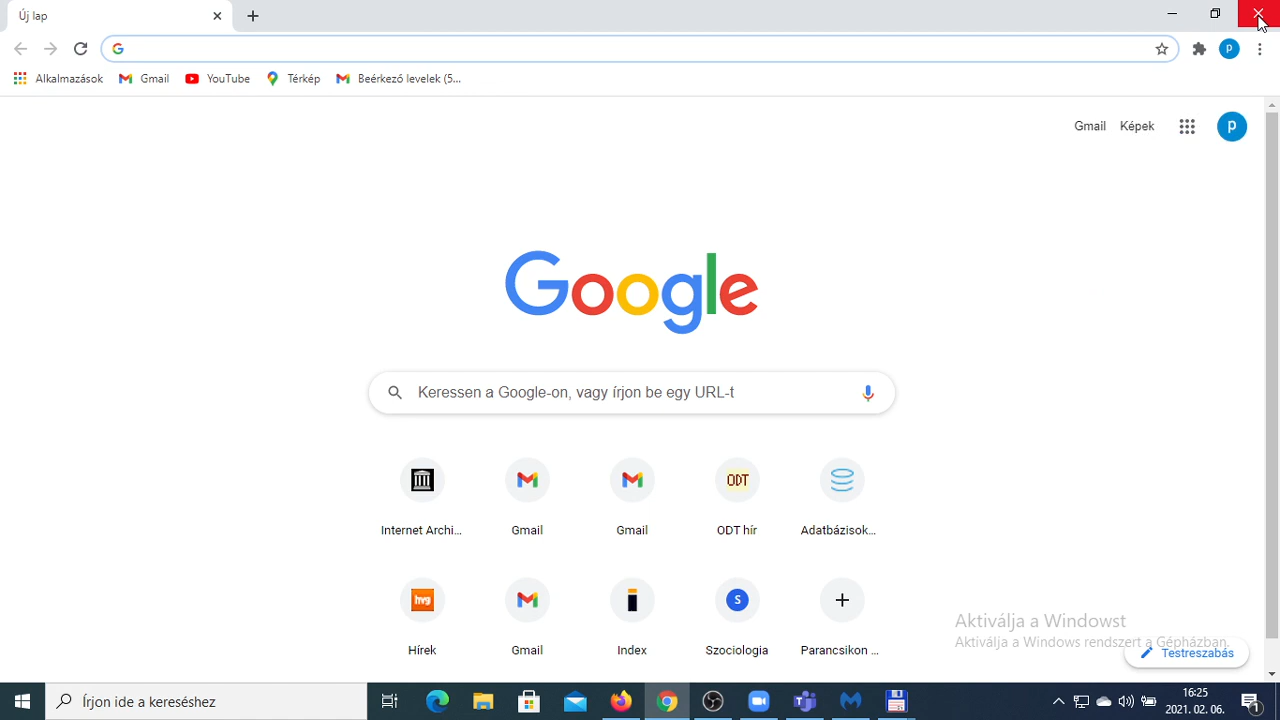 Új lap
Alkalmazások Gmail YouTube Térkép Beérkező levelek (5...
Gmail Képek
p
p
Google
Keressen a Google-on, vagy írjon be egy URL-t
ODT
Internet Archi... Gmail Gmail ODT hír Adatbázisok...
hvg S
Hírek Gmail Index Szociologia Parancsikon ...
Aktiválja a Windowst
Aktiválja a Windows rendszert a Gépházban.
Testreszabás
Írjon ide a kereséshez
16:25
2021. 02. 06.
1